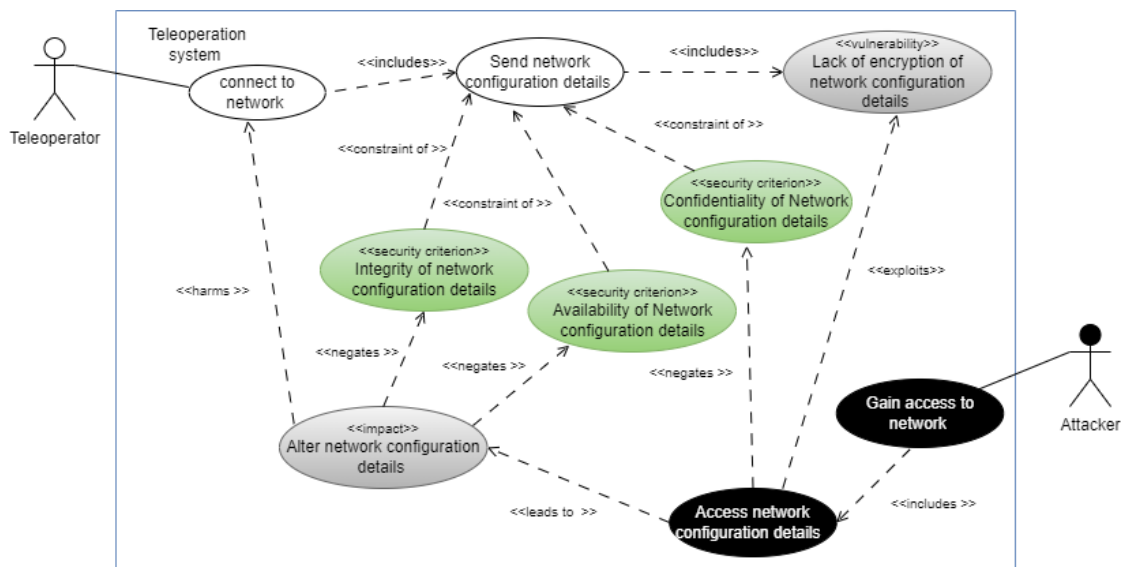 Teleoperation
system
Teleoperator
connect to
network
<<includes>>
Send network
configuration details
<<includes>>
<<vulnerability>>
Lack of encryption of
network configuration
details
<<constraint of >>
<<constraint of >>
<<constraint of >>
<<security criterion>>
Confidentiality of Network
configuration details
<<security criterion>>
Integrity of network
configuration details
<<security criterion>>
Availability of Network
configuration details
<<harms >>
<<exploits>>
<<negates >>
<<negates >>
<<negates >>
Gain access to
network
Attacker
<<impact>>
Alter network configuration
details
<<leads to >>
Access network
configuration details
<<includes >>